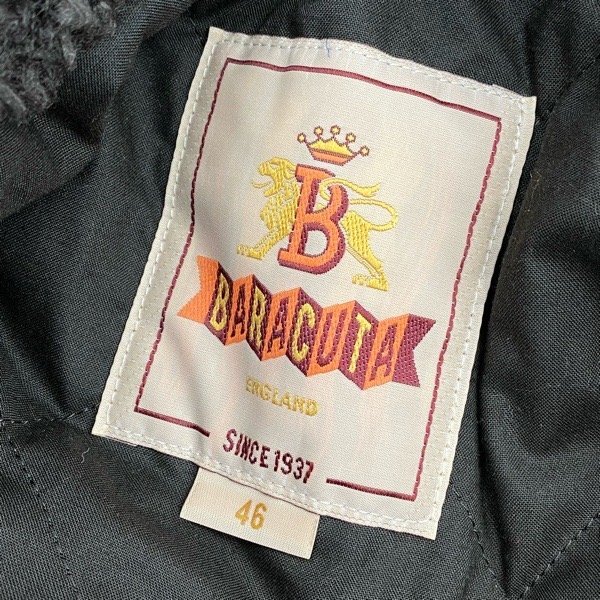 B
BARACUTA
ENGLAND
SINCE 1937
46